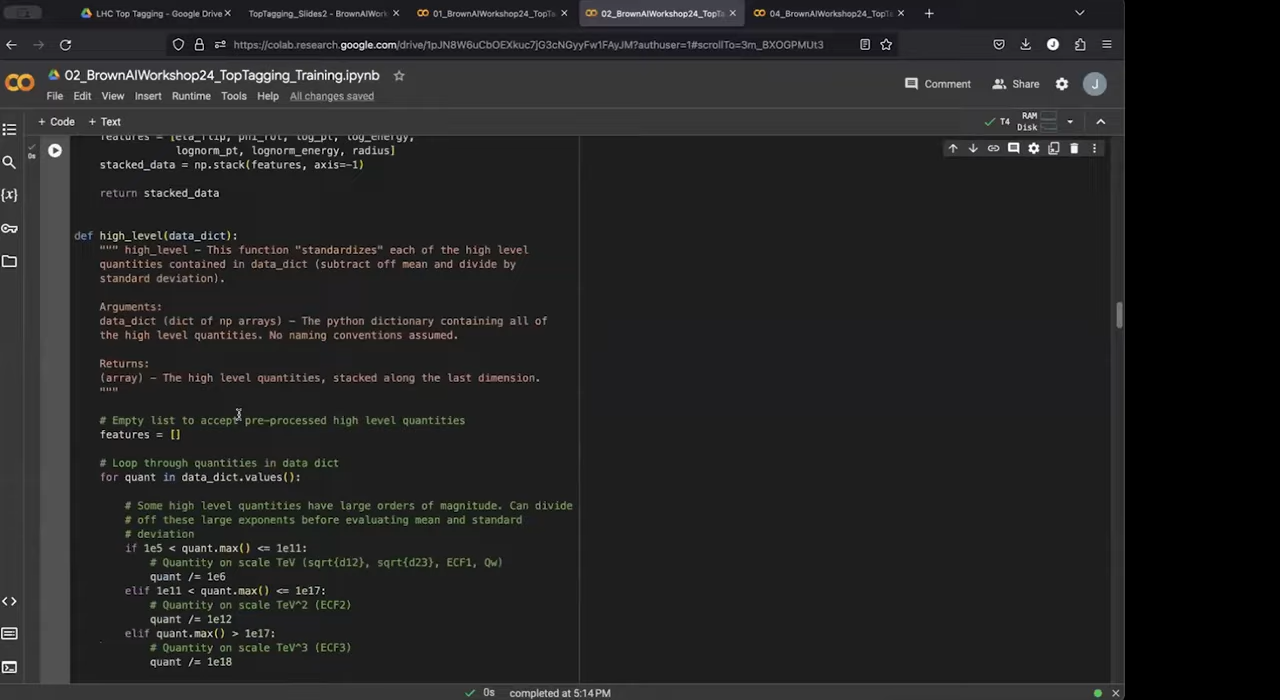 LHC Top Tagging - Google Drive
TopTagging_Slides2 - BrownAIWork
01_BrownAIWorkshop24_TopTa
02_BrownAIWorkshop24_TopTa
04_BrownAIWorkshop24_TopTa
https://colab.research.google.com/drive/1pJN8W6uCbOEXkuc7jG3cNGyyFw1FAyJM?authuser=1#scrollTo=3m_BXOGPMUt3
02_BrownAIWorkshop24_TopTagging_Training.ipynb
Comment
Share
J
File Edit View Insert Runtime Tools Help All changes saved
+ Code + Text
T4 RAM
Disk
0s
features = [eta_flip, phi_rot, log_pt, log_energy,
lognorm_pt, lognorm_energy, radius]
stacked_data = np.stack(features, axis=-1)
return stacked_data
def high_level(data_dict):
""" high_level - This function "standardizes" each of the high level
quantities contained in data_dict (subtract off mean and divide by
standard deviation).
Arguments:
data_dict (dict of np arrays) - The python dictionary containing all of
the high level quantities. No naming conventions assumed.
Returns:
(array) - The high level quantities, stacked along the last dimension.
"""
# Empty list to accept pre-processed high level quantities
features = []
# Loop through quantities in data dict
for quant in data_dict.values():
# Some high level quantities have large orders of magnitude. Can divide
# off these large exponents before evaluating mean and standard
# deviation
if 1e5 < quant.max() <= 1e11:
# Quantity on scale TeV (sqrt{d12}, sqrt{d23}, ECF1, Qw)
quant /= 1e6
elif 1e11 < quant.max() <= 1e17:
# Quantity on scale TeV^2 (ECF2)
quant /= 1e12
elif quant.max() > 1e17:
# Quantity on scale TeV^3 (ECF3)
quant /= 1e18
0s completed at 5:14 PM